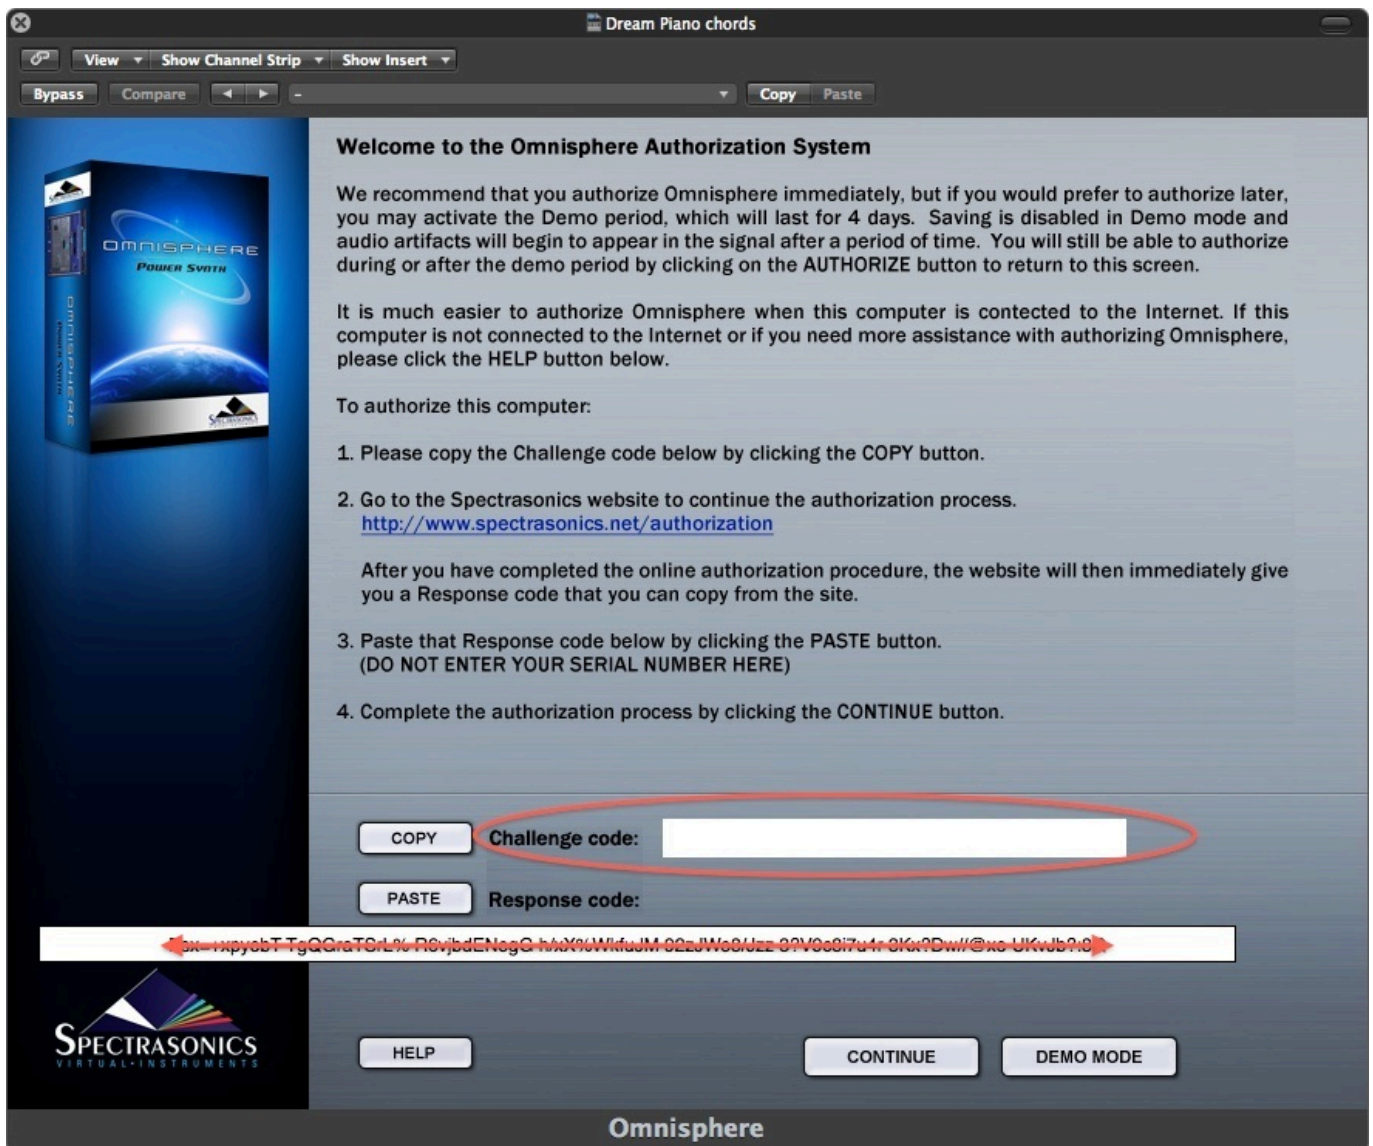 Dream Piano chords
View Show Channel Strip Show Insert
Bypass Compare - Copy Paste
Welcome to the Omnisphere Authorization System
We recommend that you authorize Omnisphere immediately, but if you would prefer to authorize later,
you may activate the Demo period, which will last for 4 days. Saving is disabled in Demo mode and
audio artifacts will begin to appear in the signal after a period of time. You will still be able to authorize
during or after the demo period by clicking on the AUTHORIZE button to return to this screen.
It is much easier to authorize Omnisphere when this computer is contected to the Internet. If this
computer is not connected to the Internet or if you need more assistance with authorizing Omnisphere,
please click the HELP button below.
To authorize this computer:
1. Please copy the Challenge code below by clicking the COPY button.
2. Go to the Spectrasonics website to continue the authorization process.
http://www.spectrasonics.net/authorization
After you have completed the online authorization procedure, the website will then immediately give
you a Response code that you can copy from the site.
3. Paste that Response code below by clicking the PASTE button.
(DO NOT ENTER YOUR SERIAL NUMBER HERE)
4. Complete the authorization process by clicking the CONTINUE button.
OMNISPHERE
POWER SYNTH
OMNISPHERE
POWER SYNTH
SPECTRASONICS
COPY Challenge code:
PASTE Response code:
SPECTRASONICS
VIRTUAL·INSTRUMENTS
HELP CONTINUE DEMO MODE
Omnisphere